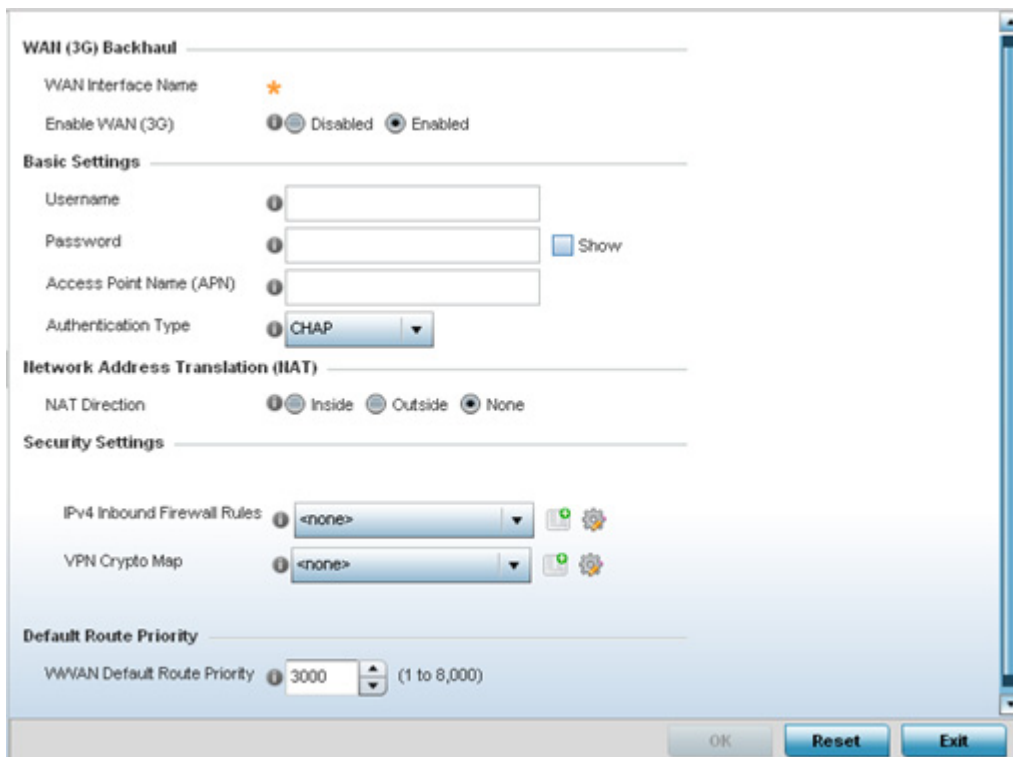 WAN (3G) Backhaul
WAN Interface Name *
Enable WAN (3G) Disabled Enabled
Basic Settings
Username
Password Show
Access Point Name (APN)
Authentication Type CHAP
Network Address Translation (NAT)
NAT Direction Inside Outside None
Security Settings
IPv4 Inbound Firewall Rules <none>
VPN Crypto Map <none>
Default Route Priority
WWAN Default Route Priority 3000 (1 to 8,000)
OK Reset Exit